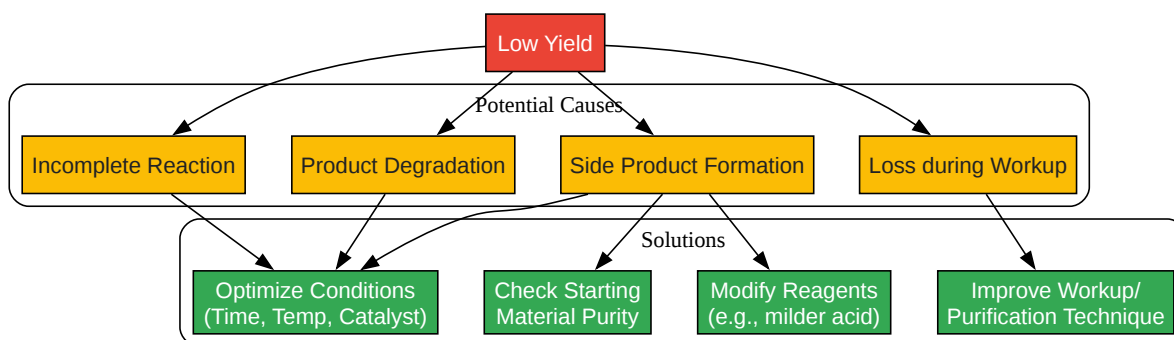 Low Yield
Potential Causes
Incomplete Reaction
Product Degradation
Side Product Formation
Loss during Workup
Solutions
Optimize Conditions
(Time, Temp, Catalyst)
Check Starting
Material Purity
Modify Reagents
(e.g., milder acid)
Improve Workup/
Purification Technique